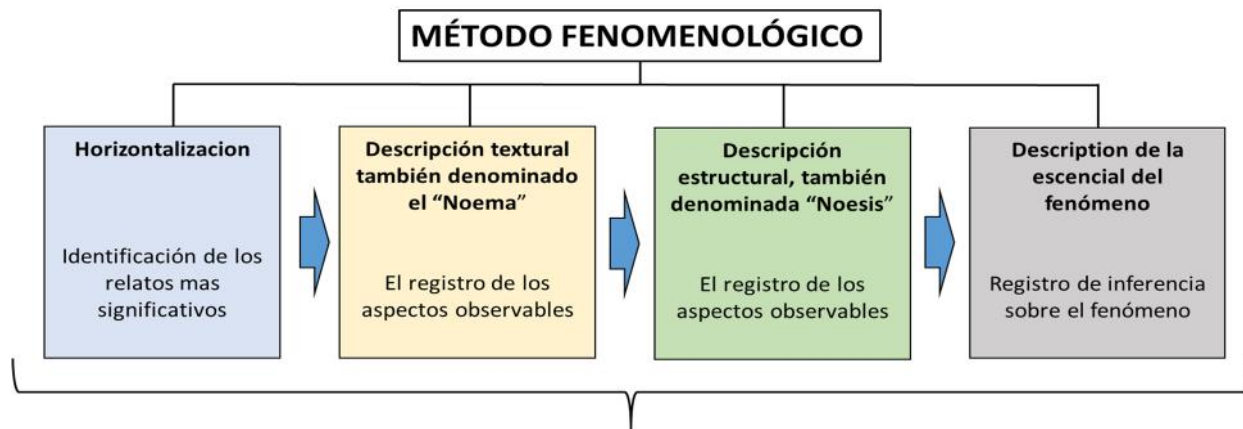 MÉTODO FENOMENOLÓGICO
Horizontalizacion
Identificación de los
relatos mas
significativos
Descripción textural
también denominado
el “Noema”
El registro de los
aspectos observables
Descripción
estructural, también
denominada “Noesis”
El registro de los
aspectos observables
Description de la
escencial del
fenómeno
Registro de inferencia
sobre el fenómeno